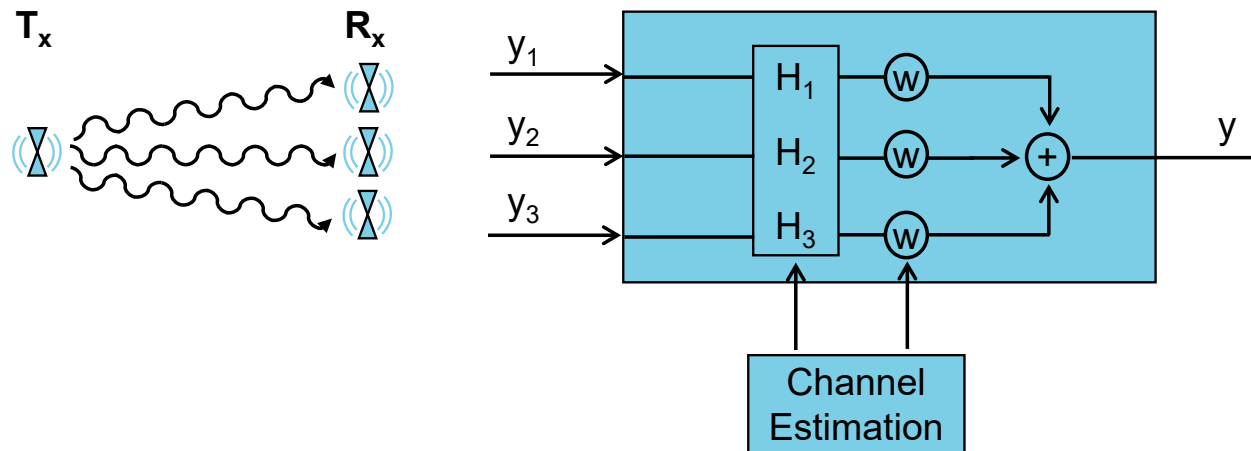 Tx
Rx
y1
y2
y3
H1
H2
H3
w
w
w
+
y
Channel
Estimation